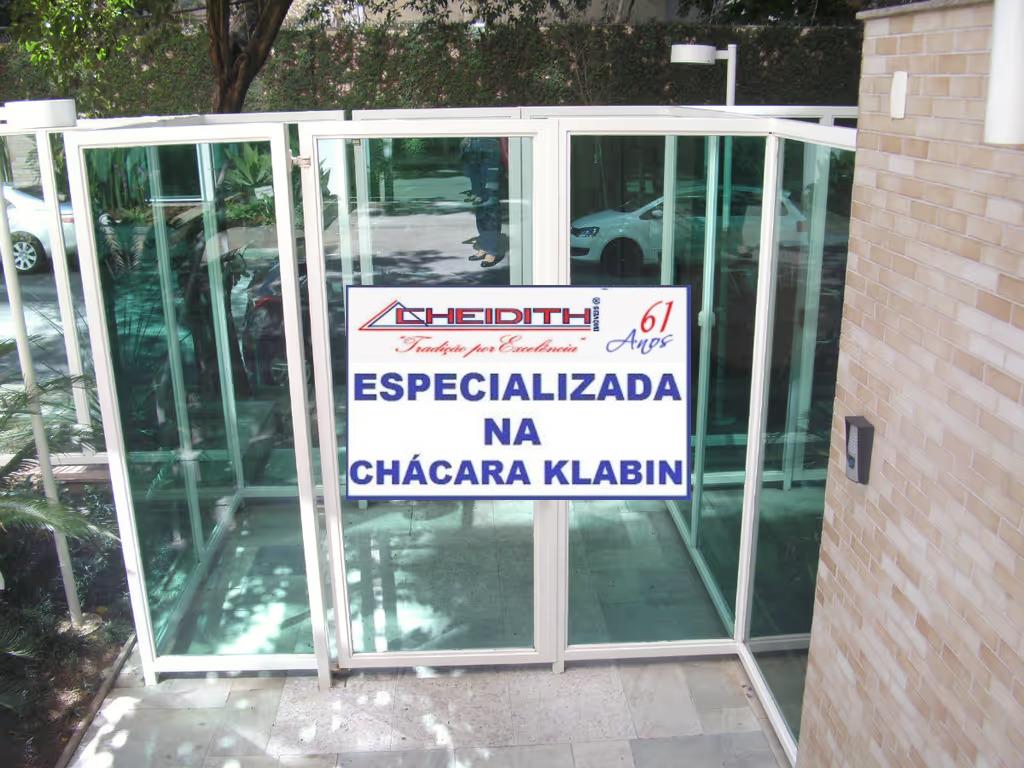 CHEIDITH IMÓVEIS ®
"Tradição por Excelência"
61
Anos
ESPECIALIZADA
NA
CHÁCARA KLABIN